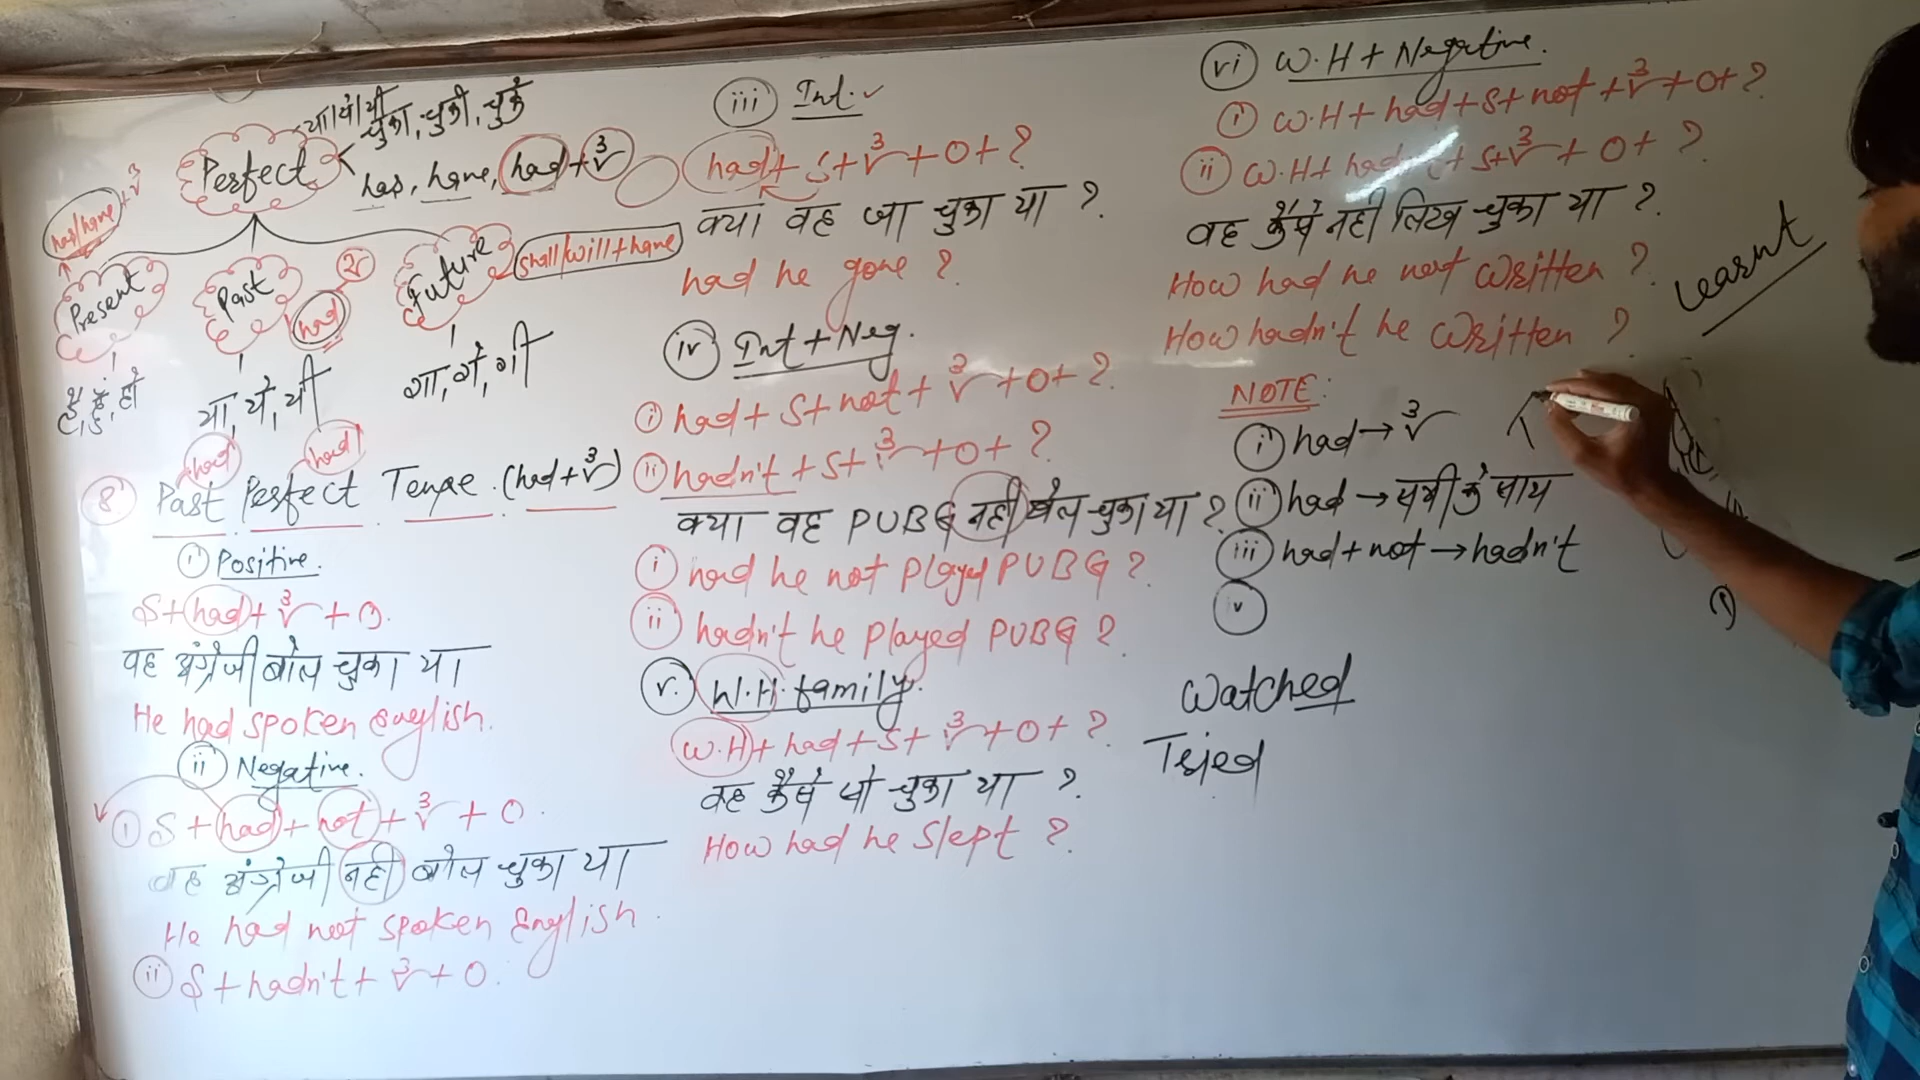 या। ये। थी
चुका, चुकी, चुके
Perfect
has, have, had + V3
has/have + V3
Present
Past
had
Future
shall/will + have
है, हैं, हो
था, थे, थी
गा, गे, गी
had
had
8 Past Perfect Tense. (had + V3)
i Positive.
S + had + V3 + O.
वह अंग्रेजी बोल चुका था
He had spoken English.
ii Negative.
i S + had + not + V3 + O.
वह अंग्रेजी नही बोल चुका था
He had not spoken English.
ii S + hadn't + V3 + O.
iii Int.
had + S + V3 + O + ?
क्या वह जा चुका था ?
had he gone ?
iv Int + Neg.
i had + S + not + V3 + O + ?
ii hadn't + S + V3 + O + ?
क्या वह PUBG नही खेल चुका था ?
i had he not Played PUBG ?
ii hadn't he Played PUBG ?
v. W.H. family.
W.H + had + S + V3 + O + ?
वह कैसे सो चुका था ?
How had he Slept ?
vi W.H + Negative.
i W.H + had + S + not + V3 + O + ?
ii W.H + + S + V3 + O + ?
वह कैसे नही लिख चुका था ?
How had he not written ?
How hadn't he written ?
NOTE:
i had → V3
ii had → सभी के साथ
iii had + not → hadn't
v
Watched
Tried
Learnt